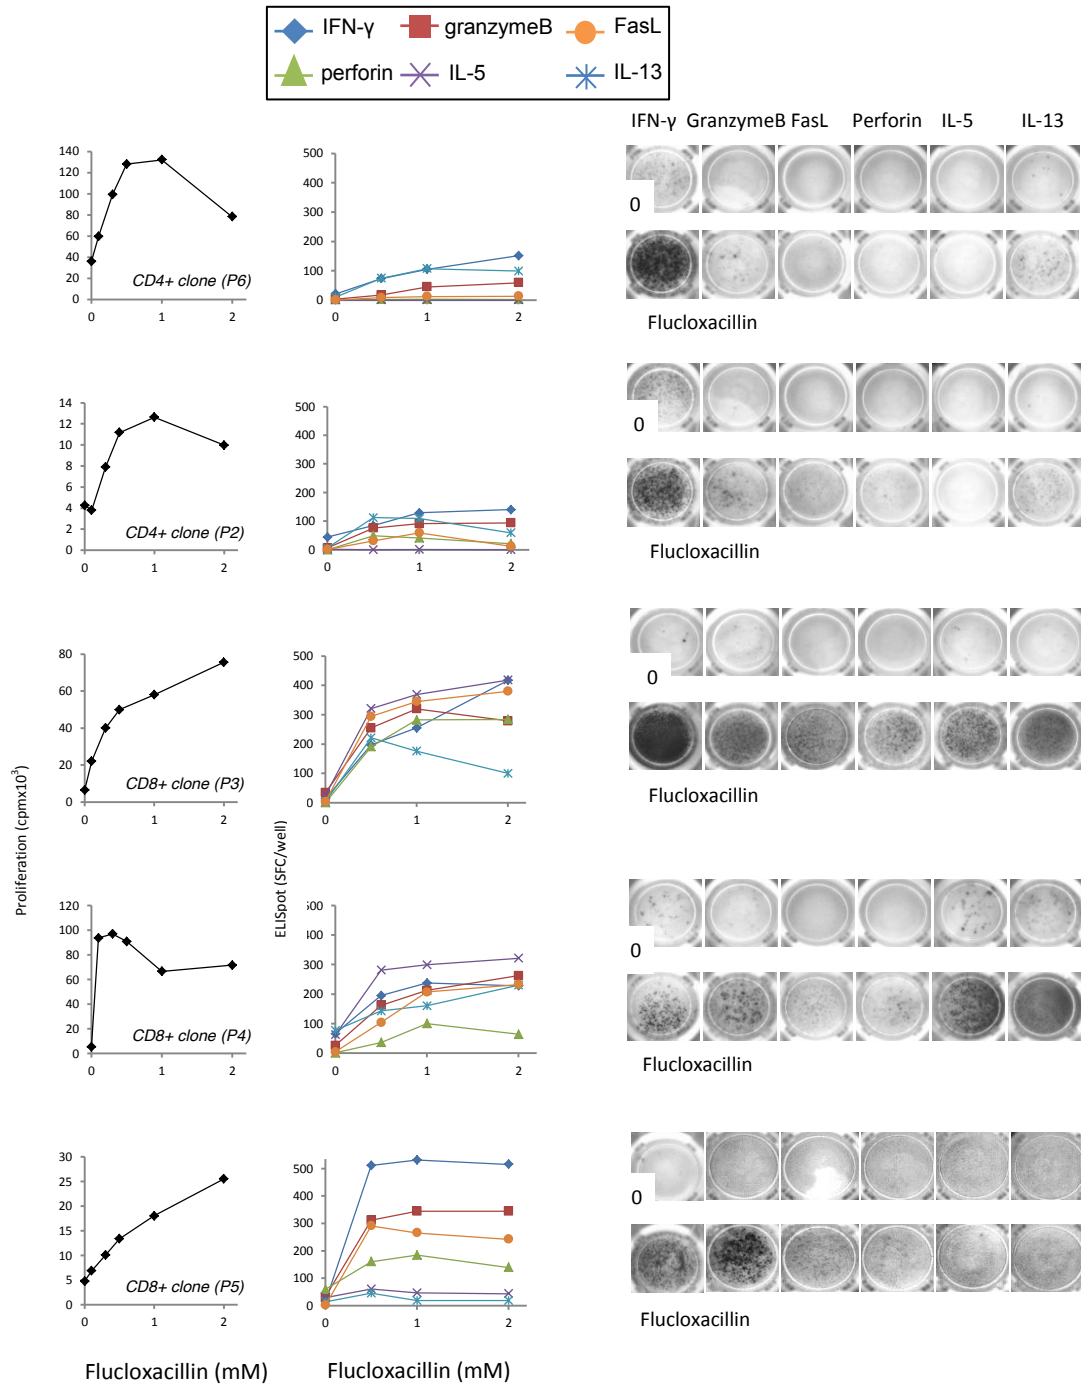 IFN-γ granzymeB FasL
perforin IL-5 IL-13
IFN-γ GranzymeB FasL Perforin IL-5 IL-13
140
120
100
80
60
40
20
0
0 1 2
CD4+ clone (P6)
500
400
300
200
100
0
0 1 2
0
Flucloxacillin
14
12
10
8
6
4
2
0
0 1 2
CD4+ clone (P2)
500
400
300
200
100
0
0 1 2
0
Flucloxacillin
80
60
40
20
0
0 1 2
CD8+ clone (P3)
500
400
300
200
100
0
0 1 2
0
Flucloxacillin
Proliferation (cpmx10³)
ELISpot (SFC/well)
120
100
80
60
40
20
0
0 1 2
CD8+ clone (P4)
400
300
200
100
0
0 1 2
0
Flucloxacillin
30
25
20
15
10
5
0
0 1 2
CD8+ clone (P5)
500
400
300
200
100
0
0 1 2
0
Flucloxacillin
Flucloxacillin (mM) Flucloxacillin (mM)